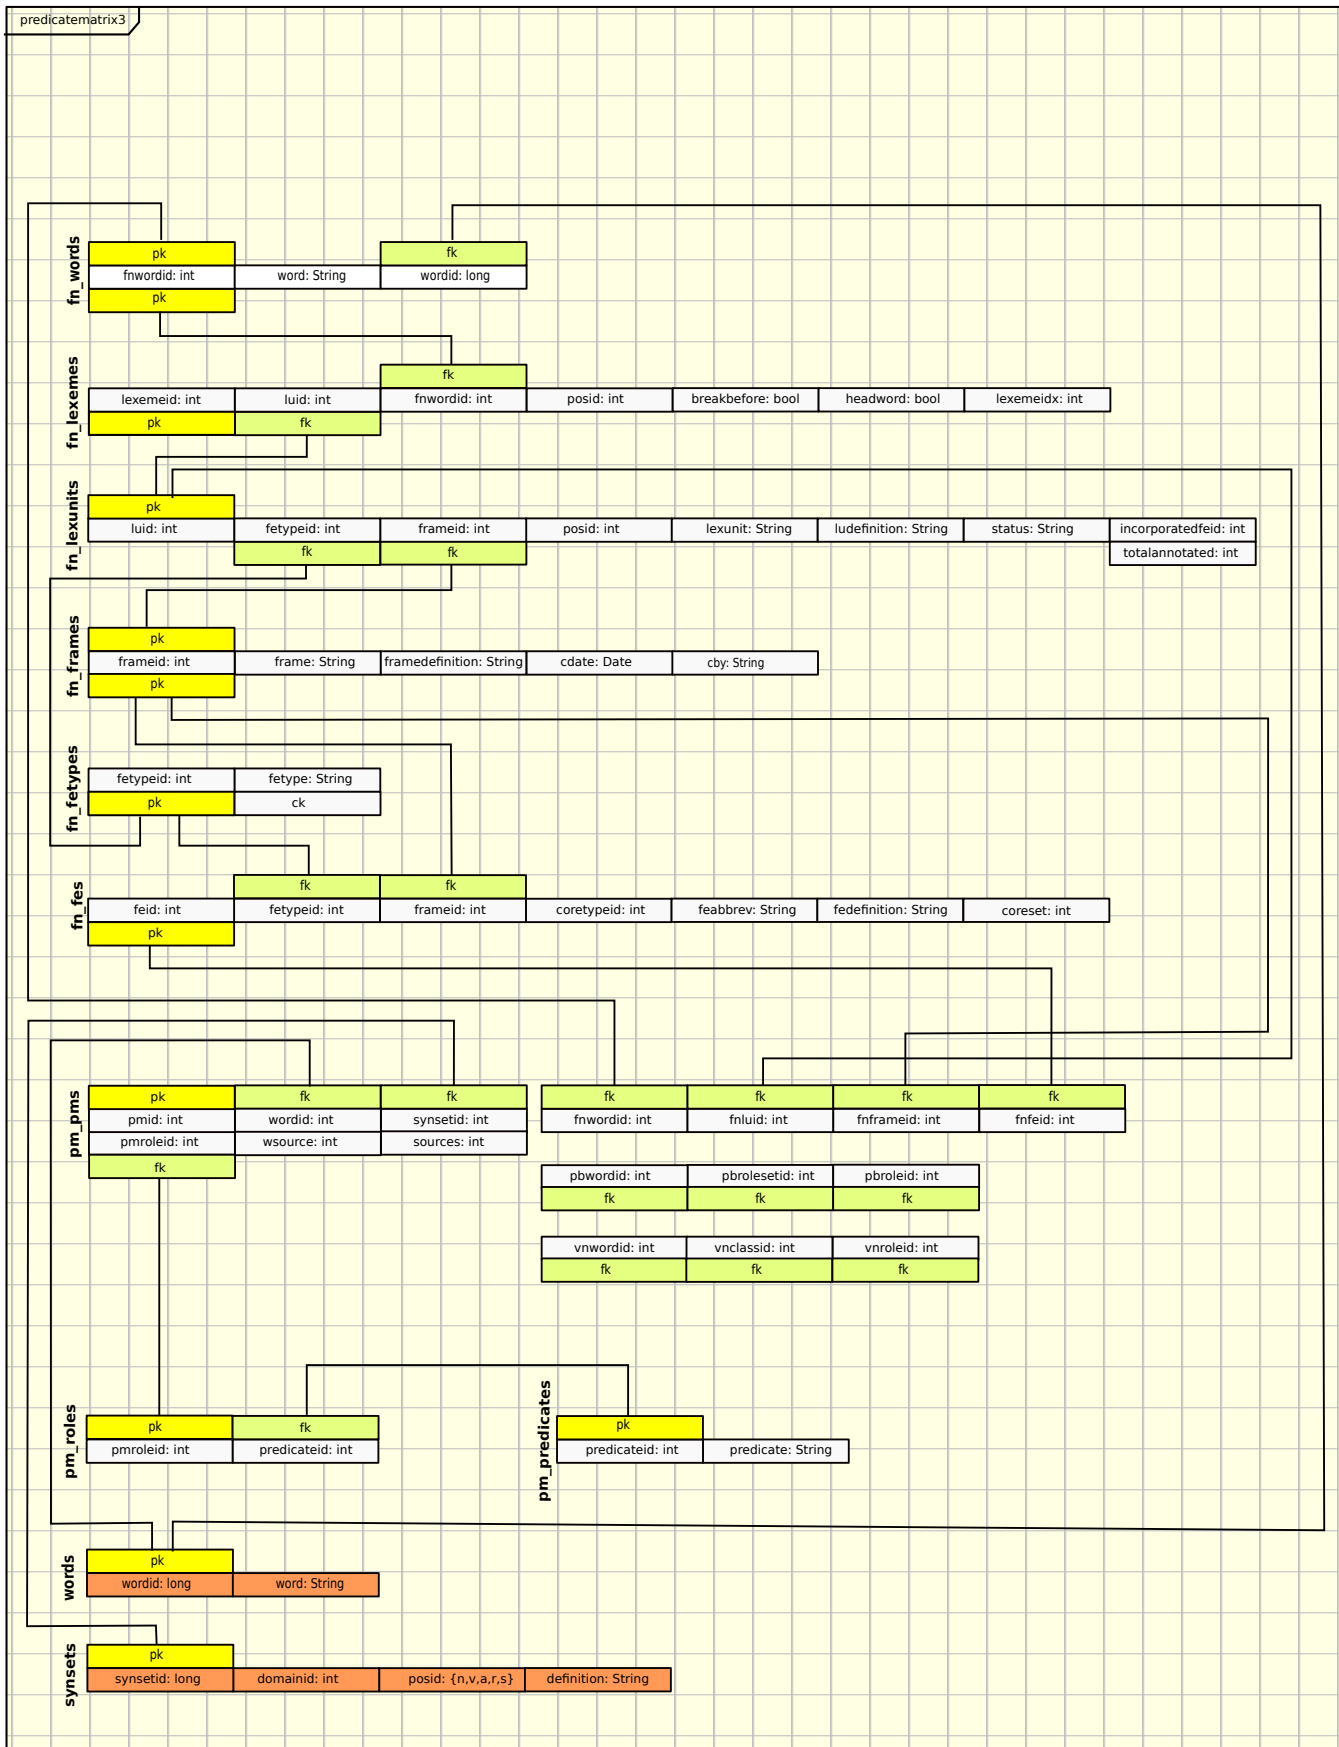 predicatematrix3
fn_words
pk fk
fnwordid: int word: String wordid: long
pk
fn_lexemes
fk
lexemeid: int luid: int fnwordid: int posid: int breakbefore: bool headword: bool lexemeidx: int
pk fk
fn_lexunits
pk
luid: int fetypeid: int frameid: int posid: int lexunit: String ludefinition: String status: String incorporatedfeid: int
fk fk totalannotated: int
fn_frames
pk
frameid: int frame: String framedefinition: String cdate: Date cby: String
pk
fn_fetypes
fetypeid: int fetype: String
pk ck
fn_fes
fk fk
feid: int fetypeid: int frameid: int coretypeid: int feabbrev: String fedefinition: String coreset: int
pk
pm_pms
pk fk fk fk fk fk fk
pmid: int wordid: int synsetid: int fnwordid: int fnluid: int fnframeid: int fnfeid: int
pmroleid: int wsource: int sources: int
fk
pbwordid: int pbrolesetid: int pbroleid: int
fk fk fk
vnwordid: int vnclassid: int vnroleid: int
fk fk fk
pm_roles
pk fk
pmroleid: int predicateid: int
pm_predicates
pk
predicateid: int predicate: String
words
pk
wordid: long word: String
synsets
pk
synsetid: long domainid: int posid: {n,v,a,r,s} definition: String